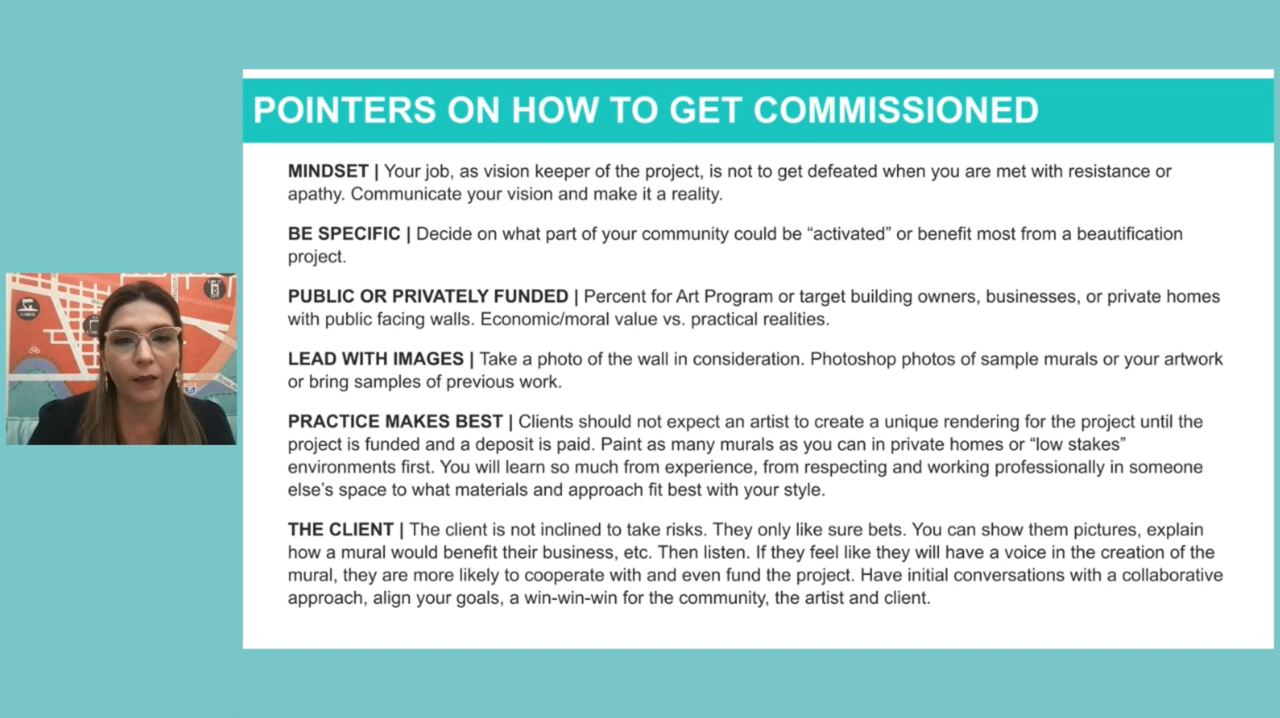 POINTERS ON HOW TO GET COMMISSIONED
MINDSET | Your job, as vision keeper of the project, is not to get defeated when you are met with resistance or
apathy. Communicate your vision and make it a reality.
BE SPECIFIC | Decide on what part of your community could be “activated” or benefit most from a beautification
project.
PUBLIC OR PRIVATELY FUNDED | Percent for Art Program or target building owners, businesses, or private homes
with public facing walls. Economic/moral value vs. practical realities.
LEAD WITH IMAGES | Take a photo of the wall in consideration. Photoshop photos of sample murals or your artwork
or bring samples of previous work.
PRACTICE MAKES BEST | Clients should not expect an artist to create a unique rendering for the project until the
project is funded and a deposit is paid. Paint as many murals as you can in private homes or “low stakes”
environments first. You will learn so much from experience, from respecting and working professionally in someone
else’s space to what materials and approach fit best with your style.
THE CLIENT | The client is not inclined to take risks. They only like sure bets. You can show them pictures, explain
how a mural would benefit their business, etc. Then listen. If they feel like they will have a voice in the creation of the
mural, they are more likely to cooperate with and even fund the project. Have initial conversations with a collaborative
approach, align your goals, a win-win-win for the community, the artist and client.